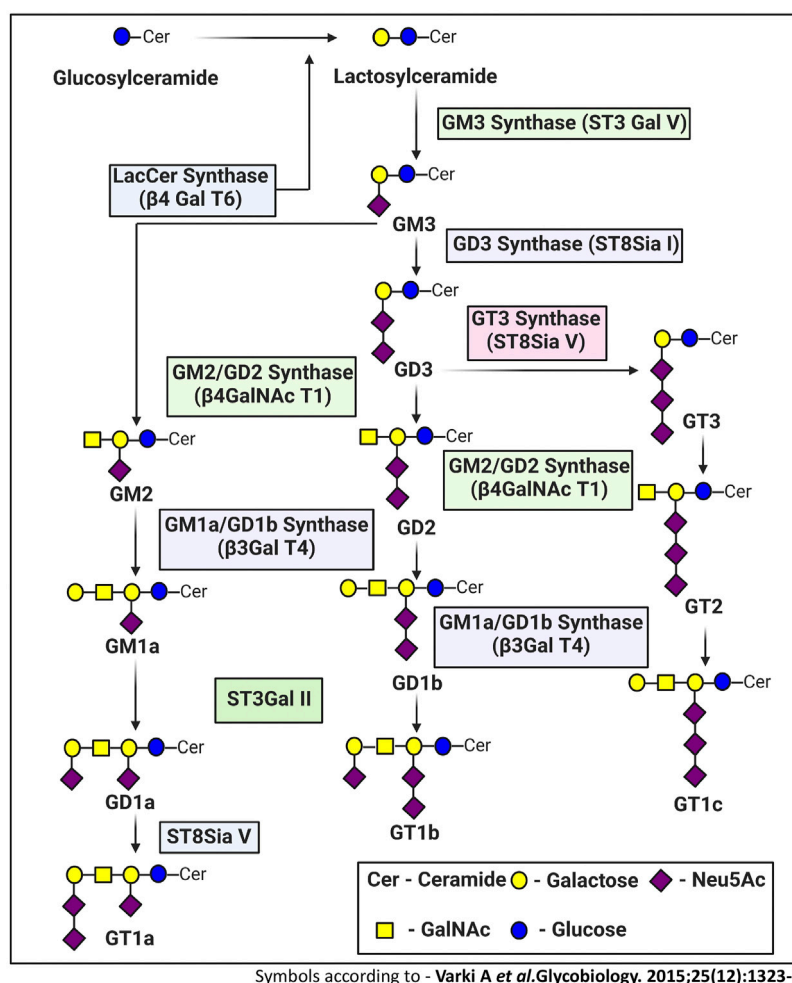 Cer
Cer
Glucosylceramide
Lactosylceramide
GM3 Synthase (ST3 Gal V)
LacCer Synthase
(β4 Gal T6)
Cer
GM3
GD3 Synthase (ST8Sia I)
Cer
GT3 Synthase
(ST8Sia V)
Cer
GD3
GM2/GD2 Synthase
(β4GalNAc T1)
GT3
Cer
Cer
GM2/GD2 Synthase
(β4GalNAc T1)
Cer
GM2
GD2
GM1a/GD1b Synthase
(β3Gal T4)
GT2
Cer
Cer
GM1a/GD1b Synthase
(β3Gal T4)
GM1a
GD1b
Cer
ST3Gal II
Cer
Cer
GD1a
GT1b
GT1c
ST8Sia V
Cer
GT1a
Cer - Ceramide - Galactose - Neu5Ac
- GalNAc - Glucose
Symbols according to - Varki A et al.Glycobiology. 2015;25(12):1323-